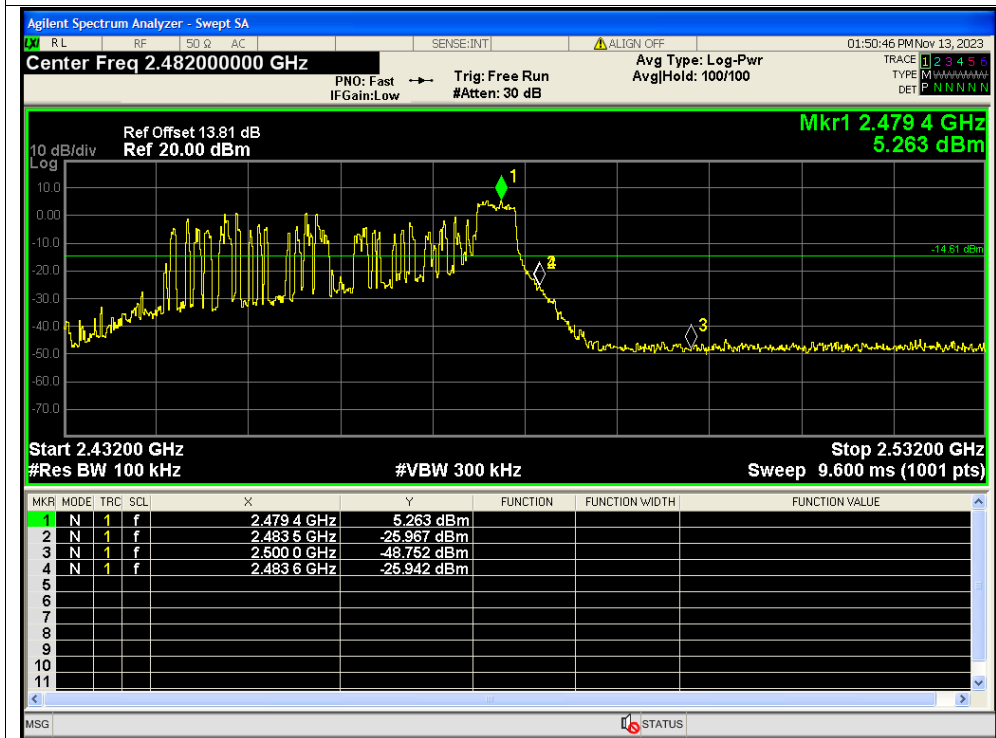 Agilent Spectrum Analyzer - Swept SA
LXI RL RF 50 Ω AC SENSE:INT ALIGN OFF 01:50:46 PM Nov 13, 2023
Center Freq 2.482000000 GHz
PNO: Fast
IFGain:Low
Trig: Free Run
#Atten: 30 dB
Avg Type: Log-Pwr
Avg|Hold: 100/100
TRACE 1 2 3 4 5 6
TYPE M
DET P N N N N N
Mkr1 2.479 4 GHz
5.263 dBm
Ref Offset 13.81 dB
10 dB/div Ref 20.00 dBm
Log
10.0
0.00
-10.0
-20.0
-30.0
-40.0
-50.0
-60.0
-70.0
1
-14.61 dBm
2
3
Start 2.43200 GHz Stop 2.53200 GHz
#Res BW 100 kHz #VBW 300 kHz Sweep 9.600 ms (1001 pts)
MKR MODE TRC SCL X Y FUNCTION FUNCTION WIDTH FUNCTION VALUE
1 N 1 f 2.479 4 GHz 5.263 dBm
2 N 1 f 2.483 5 GHz -25.967 dBm
3 N 1 f 2.500 0 GHz -48.752 dBm
4 N 1 f 2.483 6 GHz -25.942 dBm
5
6
7
8
9
10
11
MSG STATUS